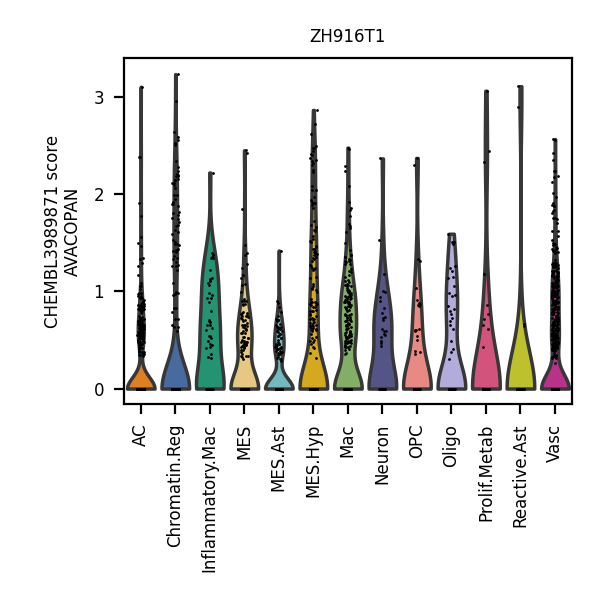 ZH916T1
CHEMBL3989871 score
AVACOPAN
3
2
1
0
AC
Chromatin.Reg
Inflammatory.Mac
MES
MES.Ast
MES.Hyp
Mac
Neuron
OPC
Oligo
Prolif.Metab
Reactive.Ast
Vasc